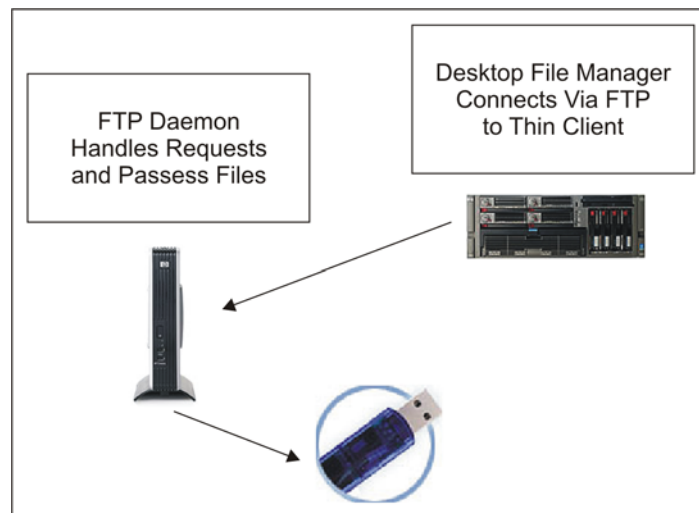 FTP Daemon
Handles Requests
and Passess Files
Desktop File Manager
Connects Via FTP
to Thin Client